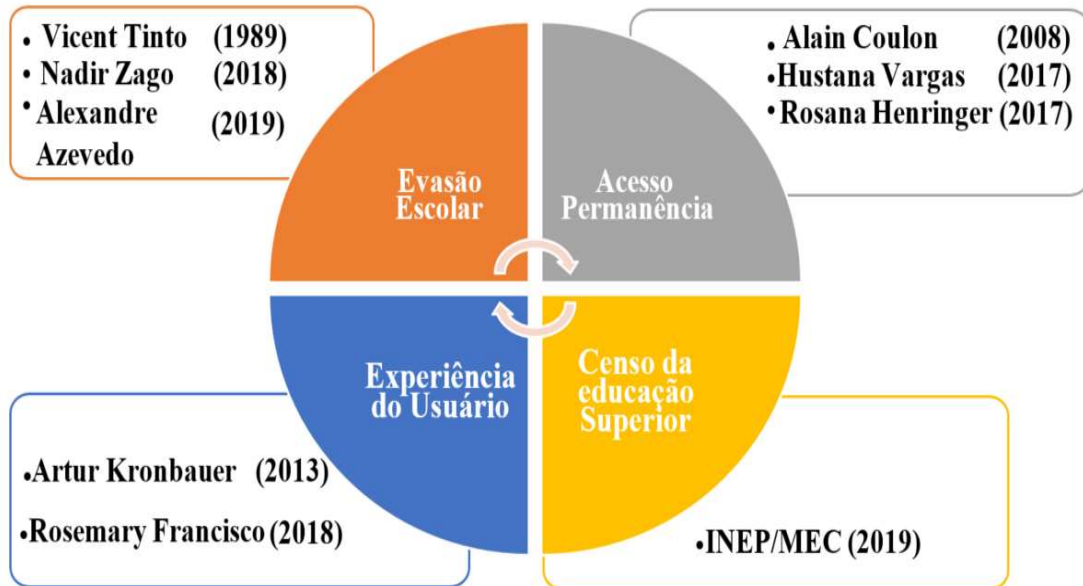 • Vicent Tinto (1989)
• Nadir Zago (2018)
• Alexandre
Azevedo (2019)
• Alain Coulon (2008)
•Hustana Vargas (2017)
•Rosana Henringer (2017)
Evasão
Escolar
Acesso
Permanência
Experiência
do Usuário
Censo da
educação
Superior
•Artur Kronbauer (2013)
•Rosemary Francisco (2018)
•INEP/MEC (2019)